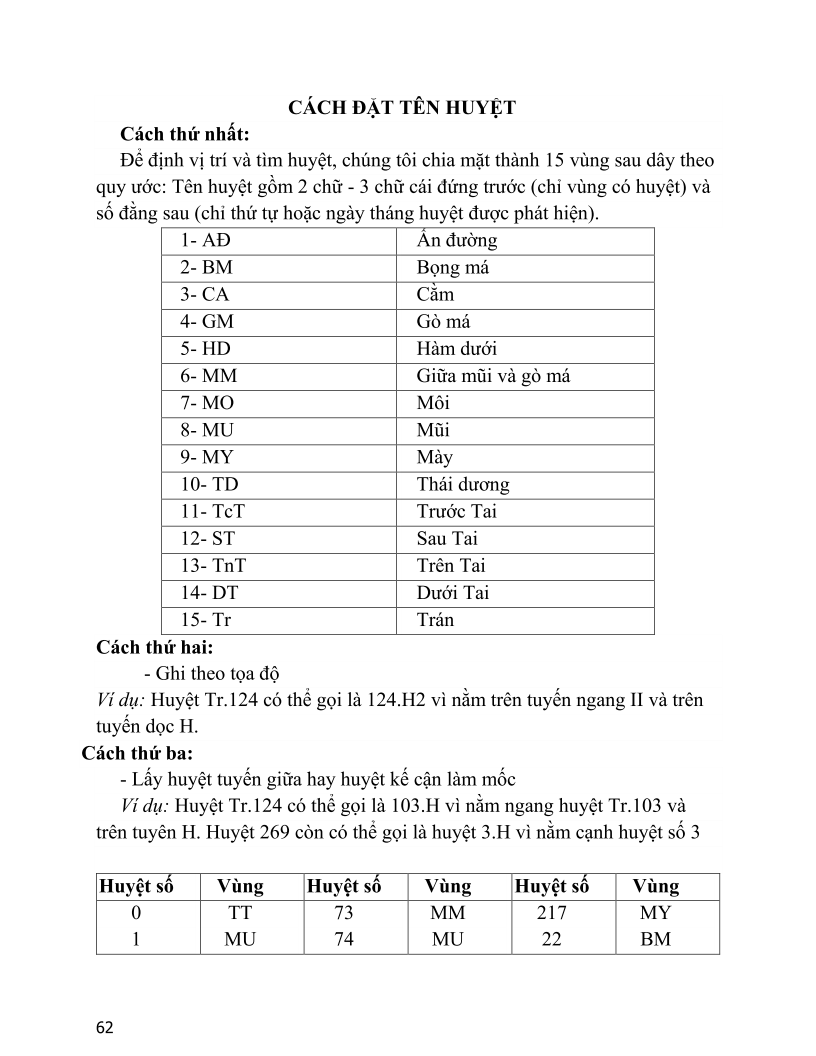 CÁCH ĐẶT TÊN HUYỆT
Cách thứ nhất:
Để định vị trí và tìm huyệt, chúng tôi chia mặt thành 15 vùng sau dây theo
quy ước: Tên huyệt gồm 2 chữ - 3 chữ cái đứng trước (chỉ vùng có huyệt) và
số đằng sau (chỉ thứ tự hoặc ngày tháng huyệt được phát hiện).
1- AĐ Ấn đường
2- BM Bọng má
3- CA Cằm
4- GM Gò má
5- HD Hàm dưới
6- MM Giữa mũi và gò má
7- MO Môi
8- MU Mũi
9- MY Mày
10- TD Thái dương
11- TcT Trước Tai
12- ST Sau Tai
13- TnT Trên Tai
14- DT Dưới Tai
15- Tr Trán
Cách thứ hai:
- Ghi theo tọa độ
Ví dụ: Huyệt Tr.124 có thể gọi là 124.H2 vì nằm trên tuyến ngang II và trên
tuyến dọc H.
Cách thứ ba:
- Lấy huyệt tuyến giữa hay huyệt kế cận làm mốc
Ví dụ: Huyệt Tr.124 có thể gọi là 103.H vì nằm ngang huyệt Tr.103 và
trên tuyên H. Huyệt 269 còn có thể gọi là huyệt 3.H vì nằm cạnh huyệt số 3
Huyệt số Vùng Huyệt số Vùng Huyệt số Vùng
0 TT 73 MM 217 MY
1 MU 74 MU 22 BM
62